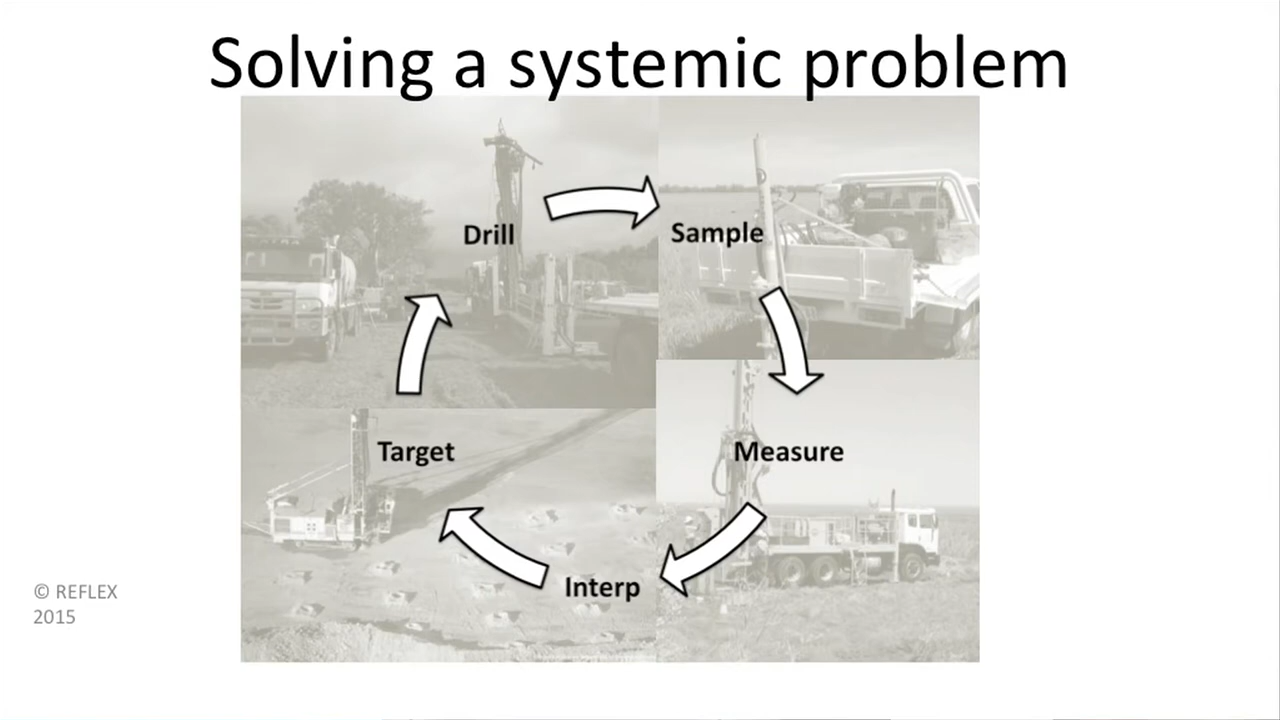 Solving a systemic problem
Drill
Sample
Target
Measure
Interp
© REFLEX
2015